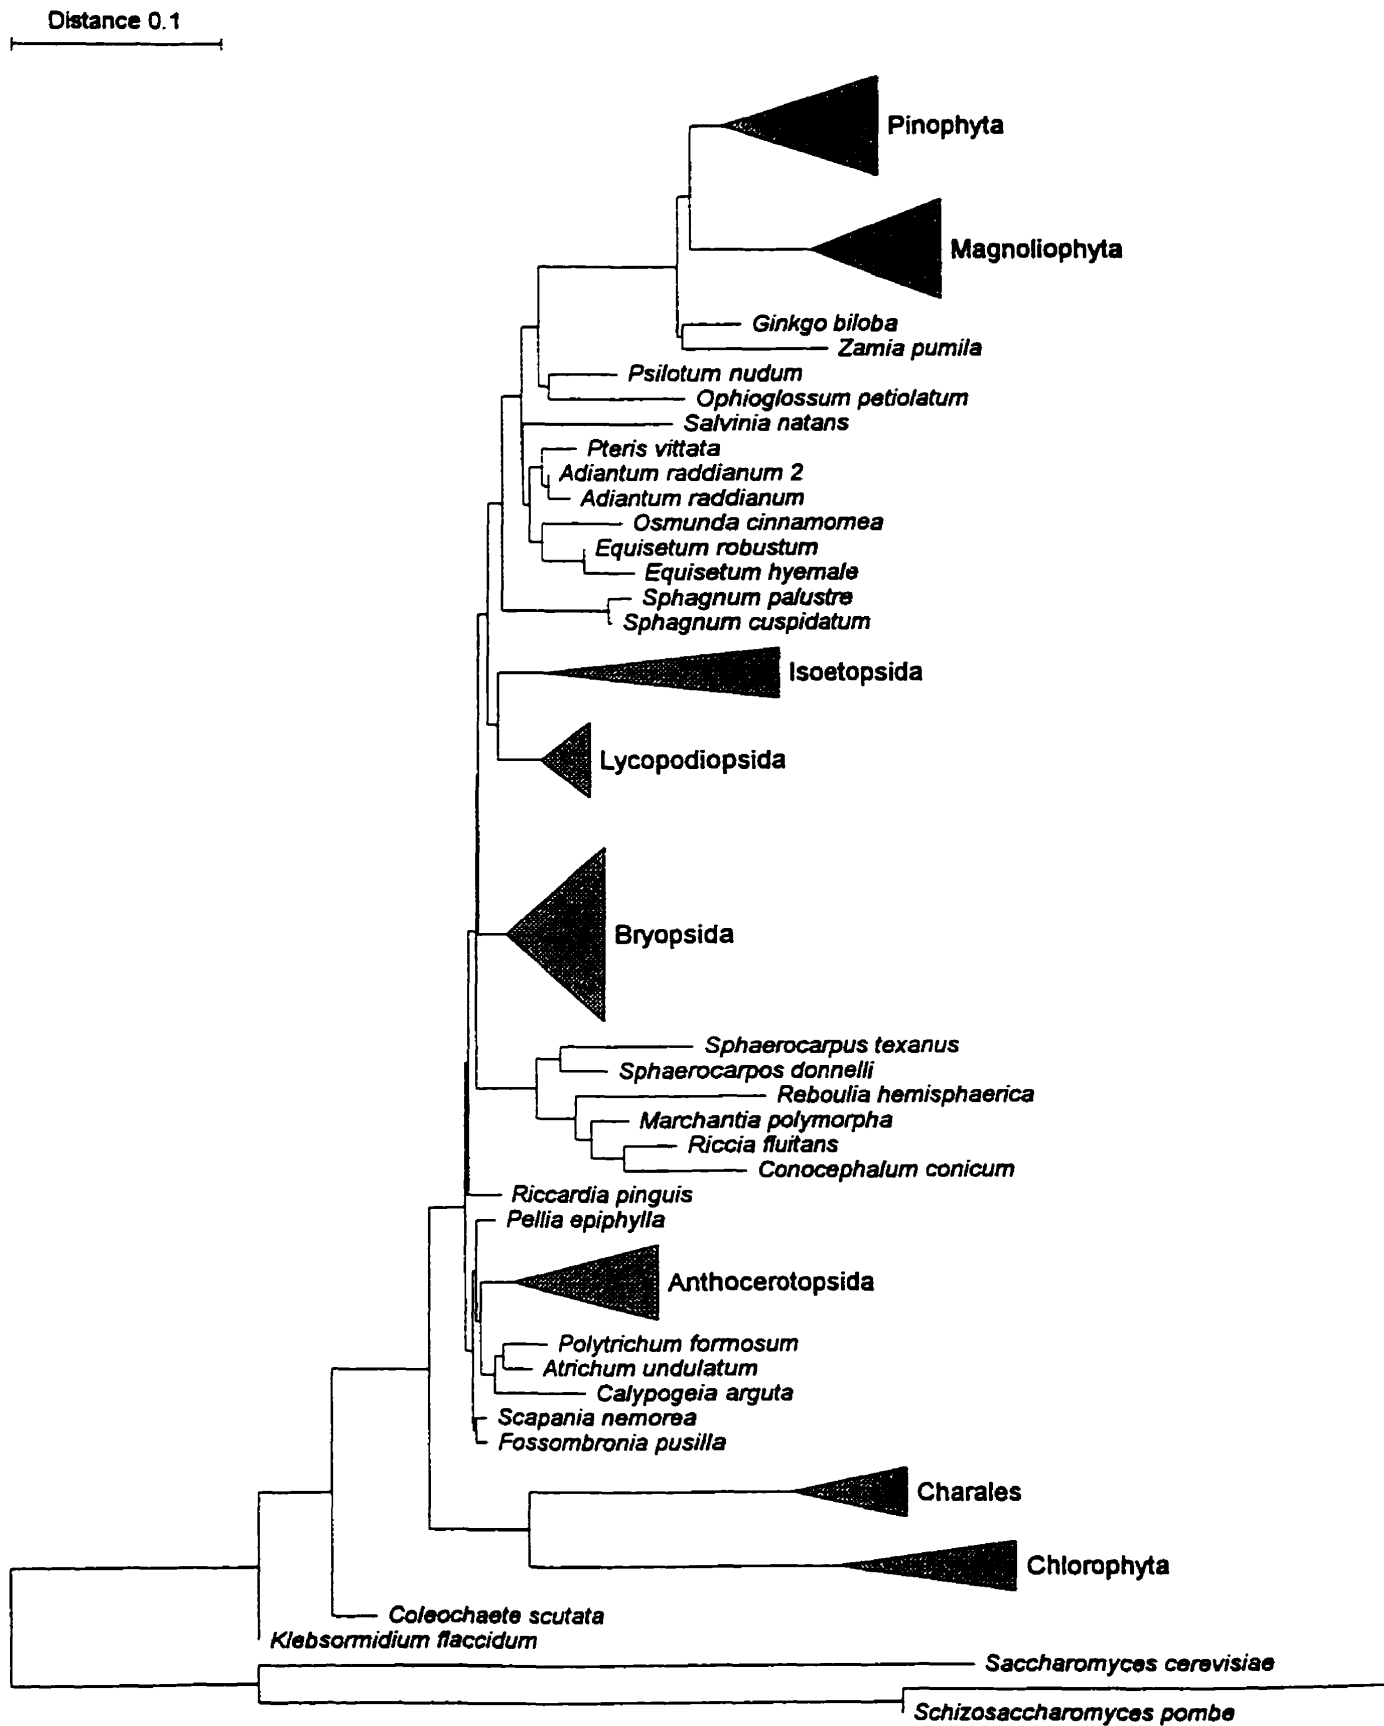 Distance 0.1
Pinophyta
Magnoliophyta
Ginkgo biloba
Zamia pumila
Psilotum nudum
Ophioglossum petiolatum
Salvinia natans
Pteris vittata
Adiantum raddianum 2
Adiantum raddianum
Osmunda cinnamomea
Equisetum robustum
Equisetum hyemale
Sphagnum palustre
Sphagnum cuspidatum
Isoetopsida
Lycopodiopsida
Bryopsida
Sphaerocarpus texanus
Sphaerocarpos donnelli
Reboulia hemisphaerica
Marchantia polymorpha
Riccia fluitans
Conocephalum conicum
Riccardia pinguis
Pellia epiphylla
Anthocerotopsida
Polytrichum formosum
Atrichum undulatum
Calypogeia arguta
Scapania nemorea
Fossombronia pusilla
Charales
Chlorophyta
Coleochaete scutata
Klebsormidium flaccidum
Saccharomyces cerevisiae
Schizosaccharomyces pombe